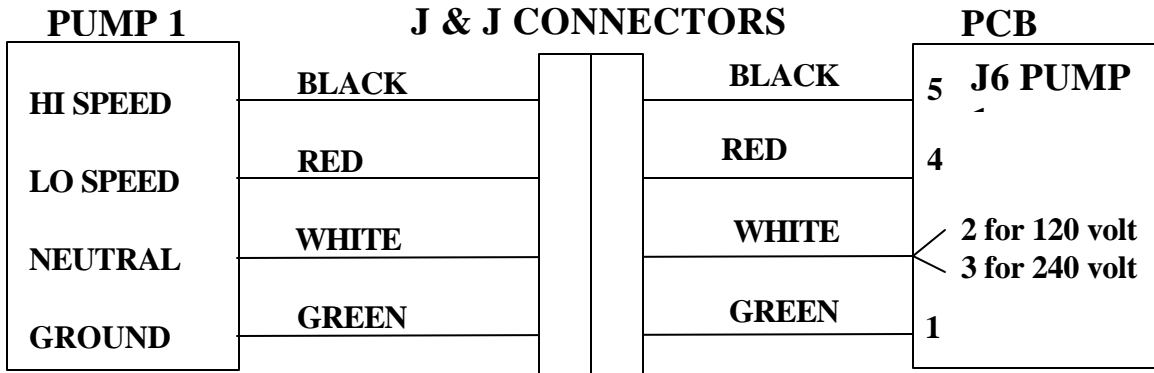 PUMP 1
J & J CONNECTORS
PCB
HI SPEED
BLACK
BLACK
5
J6 PUMP
LO SPEED
RED
RED
4
NEUTRAL
WHITE
WHITE
2 for 120 volt
3 for 240 volt
GROUND
GREEN
GREEN
1